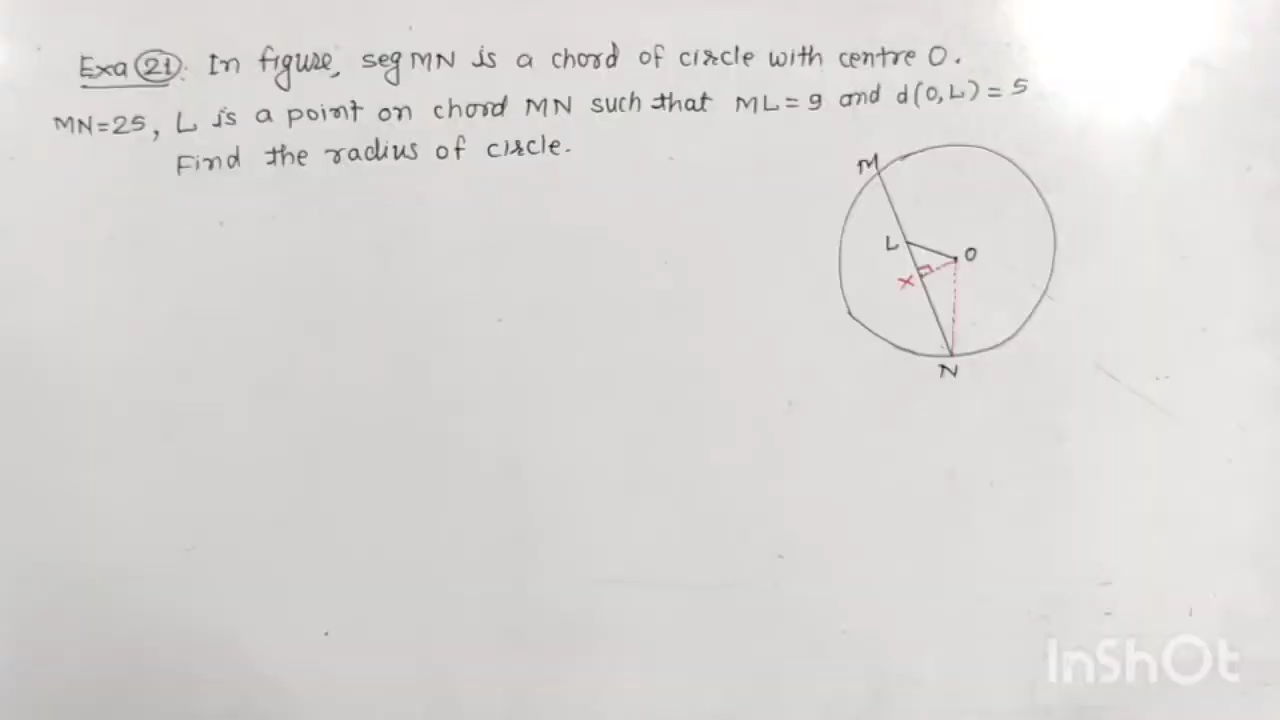 Exa 21. In figure, seg MN is a chord of circle with centre O.
MN=25, L is a point on chord MN such that ML=9 and d(O,L)=5
Find the radius of circle.
M
L
O
X
N
InShOt